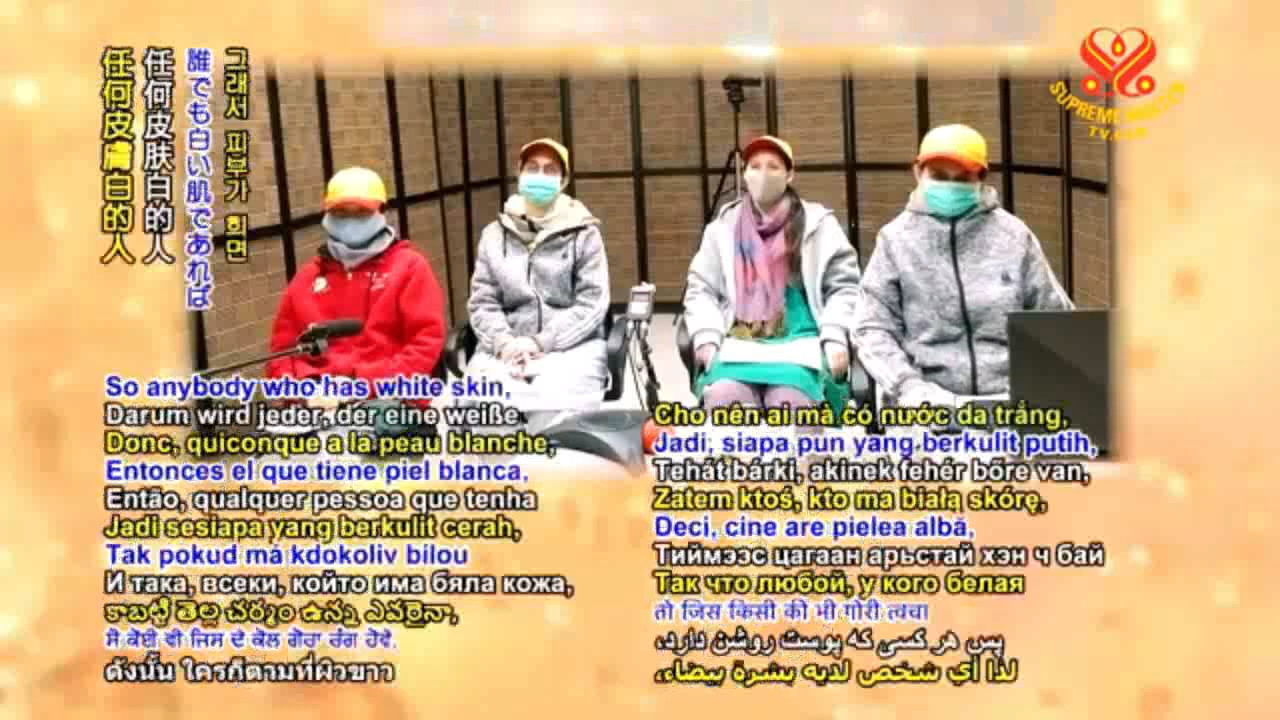 任何皮膚白的人
任何皮肤白的人
誰でも白い肌であれば
그래서 피부가 희면
SUPREME MASTER
TV.COM
So anybody who has white skin,
Darum wird jeder, der eine weiße
Donc, quiconque a la peau blanche,
Entonces el que tiene piel blanca,
Então, qualquer pessoa que tenha
Jadi sesiapa yang berkulit cerah,
Tak pokud má kdokoliv bílou
И така, всеки, който има бяла кожа,
కాబట్టి తెల్ల చర్మం ఉన్న ఎవరైనా,
ਸੋ ਕੋਈ ਵੀ ਜਿਸ ਦੇ ਕੋਲ ਗੋਰਾ ਰੰਗ ਹੋਵੇ,
ดังนั้น ใครก็ตามที่ผิวขาว
Cho nên ai mà có nước da trắng,
Jadi, siapa pun yang berkulit putih,
Tehát bárki, akinek fehér bőre van,
Zatem ktoś, kto ma białą skórę,
Deci, cine are pielea albă,
Тиймээс цагаан арьстай хэн ч бай
Так что любой, у кого белая
तो जिस किसी की भी गोरी त्वचा
پس هر کسی که پوست روشن دارد،
لذا أي شخص لديه بشرة بيضاء،